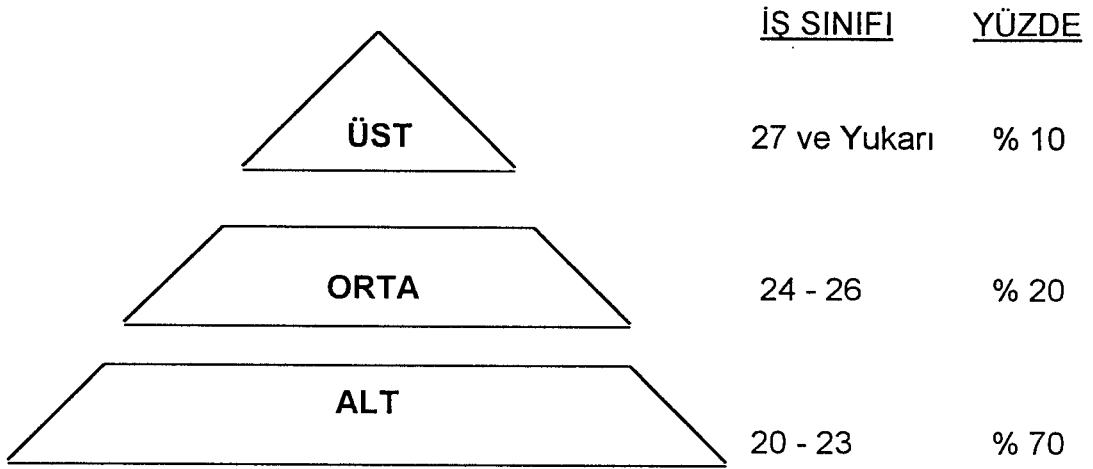 İŞ SINIFI YÜZDE
ÜST 27 ve Yukarı % 10
ORTA 24 - 26 % 20
ALT
20 - 23 % 70